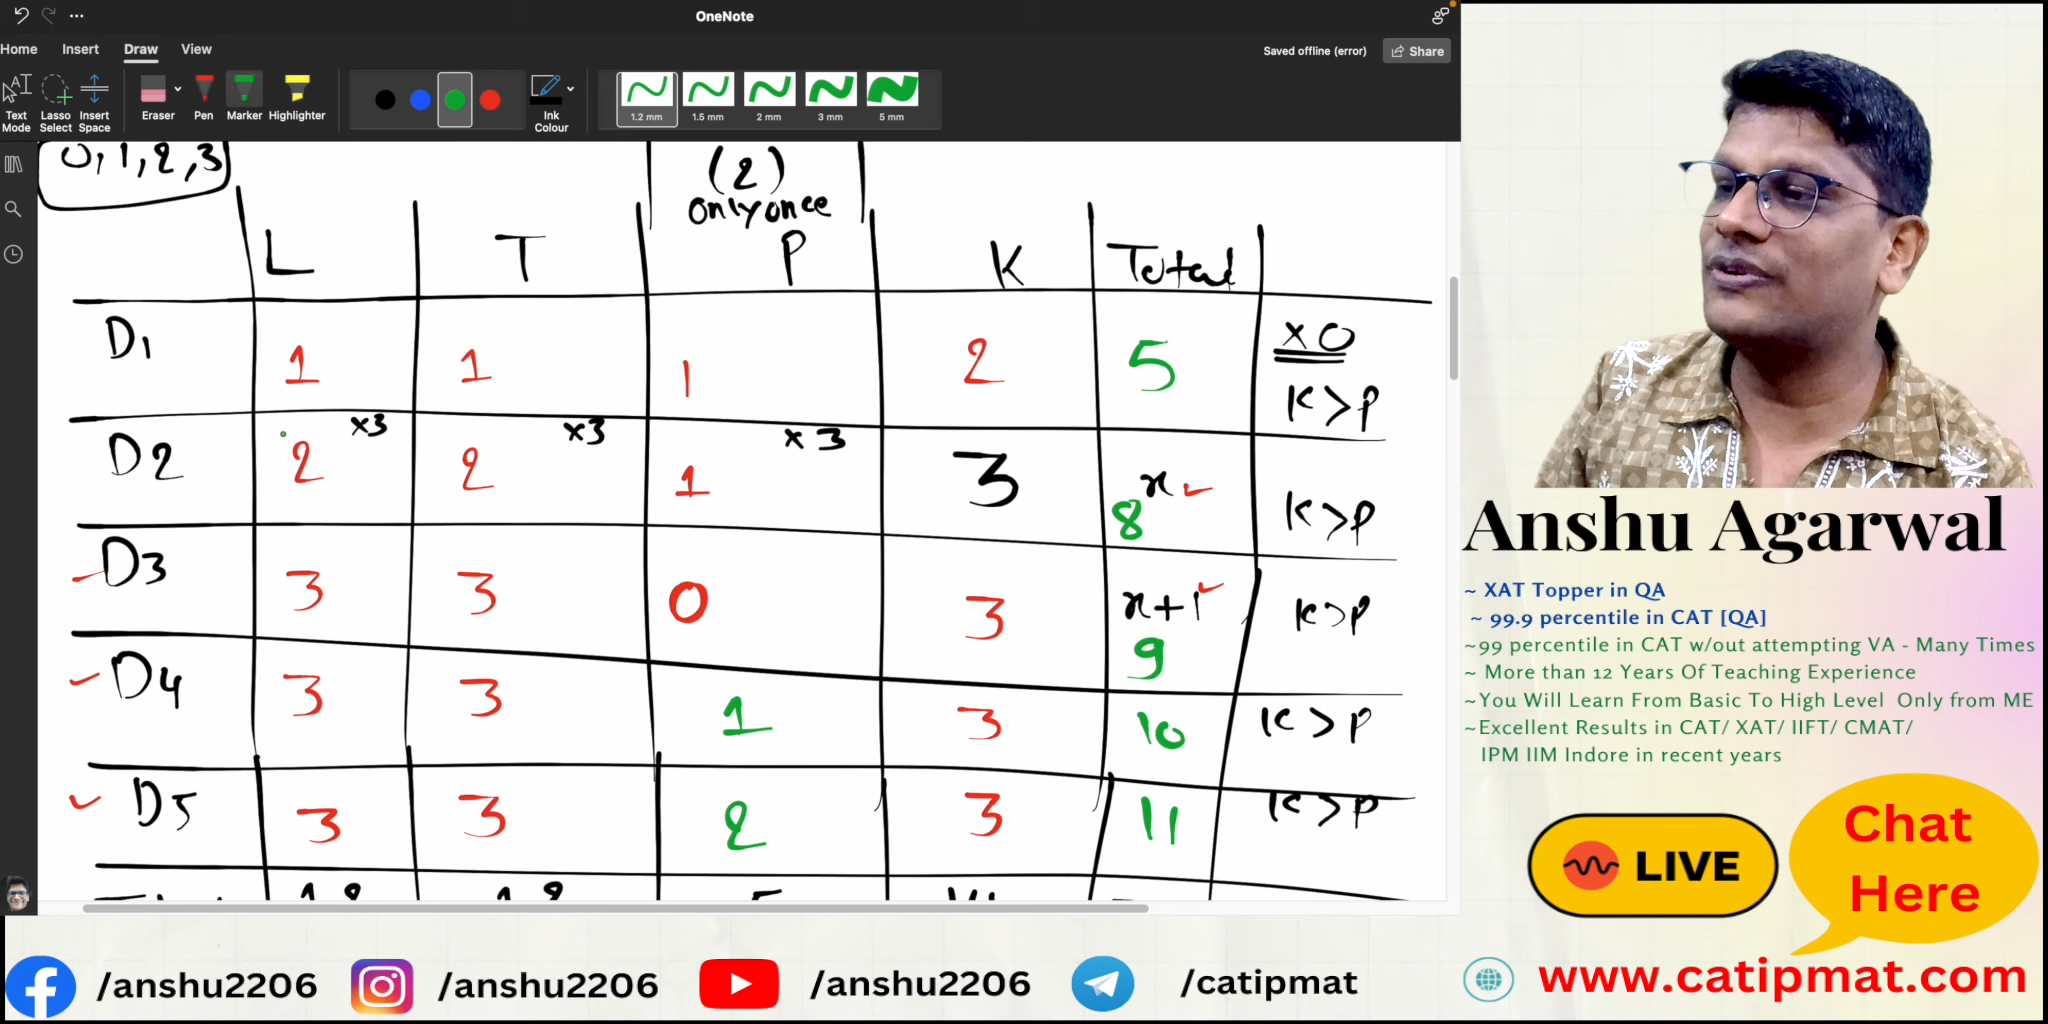 OneNote
Home Insert Draw View
Saved offline (error) Share
Text Mode
Lasso Select
Insert Space
Eraser
Pen
Marker
Highlighter
Ink Colour
1.2 mm
1.5 mm
2 mm
3 mm
5 mm
0, 1, 2, 3
(2)
only once
L T P K Total
D1 1 1 1 2 5 x0
K>P
D2 2 x3 2 x3 1 x3 3 x 8 K>P
D3 3 3 0 3 x+1 9 K>P
D4 3 3 1 3 10 K>P
D5 3 3 2 3 11 K>P
Anshu Agarwal
~ XAT Topper in QA
~ 99.9 percentile in CAT [QA]
~99 percentile in CAT w/out attempting VA - Many Times
~ More than 12 Years Of Teaching Experience
~You Will Learn From Basic To High Level Only from ME
~Excellent Results in CAT/ XAT/ IIFT/ CMAT/
IPM IIM Indore in recent years
LIVE
Chat
Here
/anshu2206 /anshu2206 /anshu2206 /catipmat www.catipmat.com